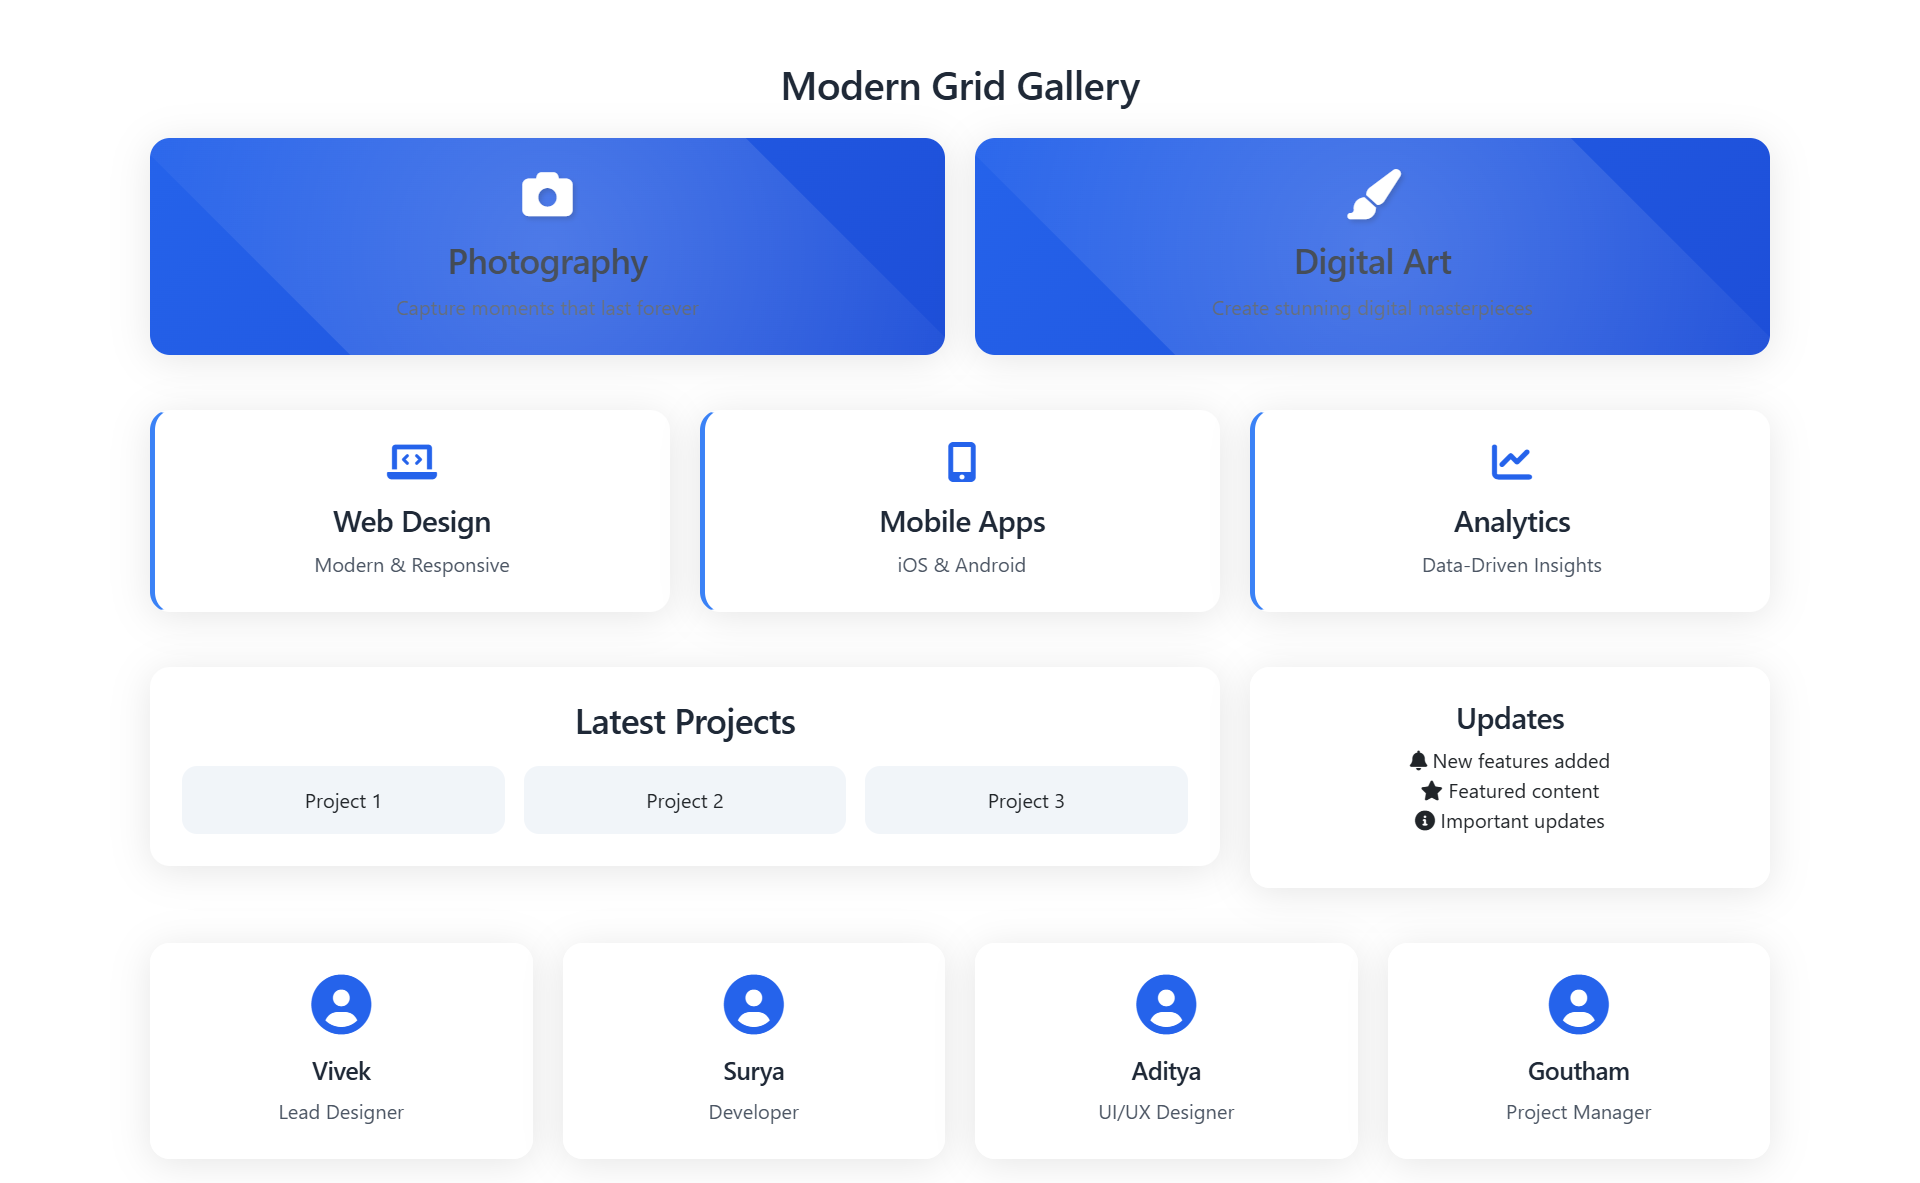 Modern Grid Gallery
Photography
Capture moments that last forever
Digital Art
Create stunning digital masterpieces
Web Design
Modern & Responsive
Mobile Apps
iOS & Android
Analytics
Data-Driven Insights
Latest Projects
Project 1
Project 2
Project 3
Updates
New features added
Featured content
Important updates
Vivek
Lead Designer
Surya
Developer
Aditya
UI/UX Designer
Goutham
Project Manager